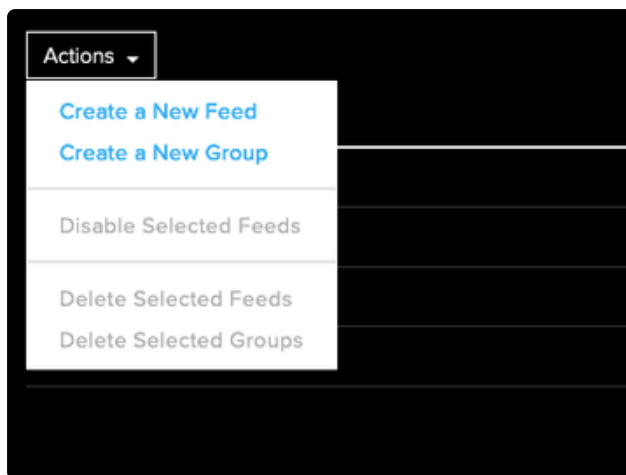 Actions
Create a New Feed
Create a New Group
Disable Selected Feeds
Delete Selected Feeds
Delete Selected Groups